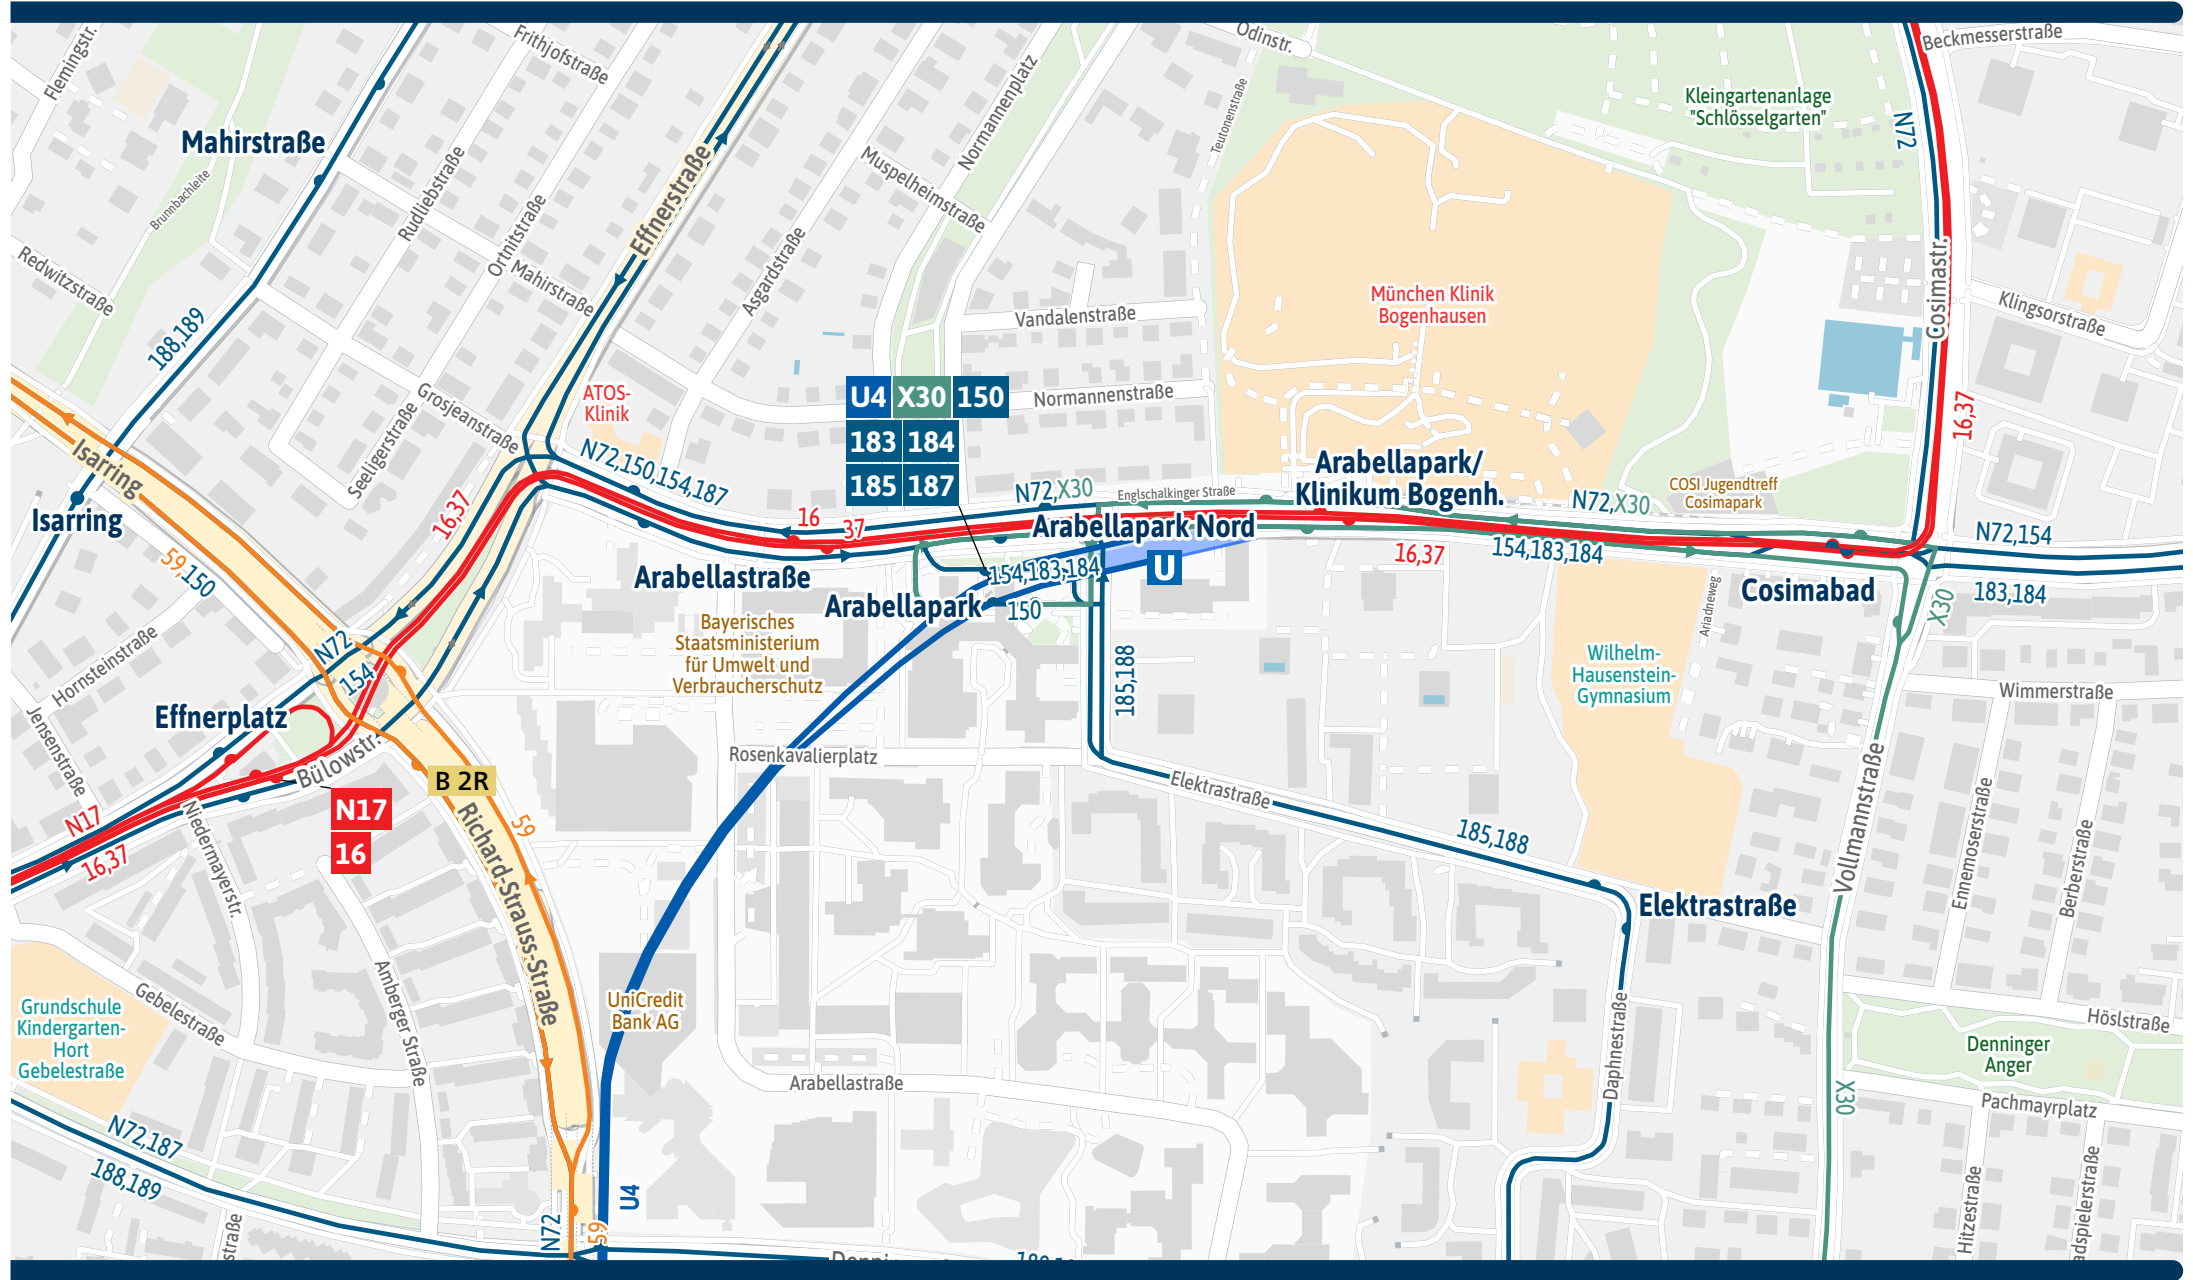 Flemingstr.
Frithjofstraße
Odinstr.
Beckmesserstraße
Mahirstraße
Brunnbachleite
Rudliebstraße
Ortnitstraße
Mahirstraße
Effnerstraße
Asgardstraße
Muspelheimstraße
Normannenplatz
Teutonenstraße
Kleingartenanlage
"Schlösselgarten"
N72
Cosimastr.
Klingsorstraße
Redwitzstraße
188,189
Vandalenstraße
München Klinik
Bogenhausen
ATOS-
Klinik
Grosjeanstraße
Seeligerstraße
U4 X30 150
183 184
185 187
Normannenstraße
16,37
Isarring
Isarring
16,37
N72,150,154,187
16
37
N72,X30
Englschalkinger Straße
Arabellapark/
Klinikum Bogenh.
Arabellapark Nord
U
N72,X30
COSI Jugendtreff
Cosimapark
N72,154
154,183,184
16,37
Cosimabad
183,184
X30
59,150
Arabellastraße
Arabellapark
154,183,184
150
Bayerisches
Staatsministerium
für Umwelt und
Verbraucherschutz
185,188
Ariadneweg
Wilhelm-
Hausenstein-
Gymnasium
Wimmerstraße
Hornsteinstraße
N72
154
Effnerplatz
Jensenstraße
Bülowstr.
B 2R
N17
16
N17
16,37
Niedermayerstr.
Rosenkavalierplatz
Elektrastraße
185,188
Elektrastraße
Vollmannstraße
Ennemoserstraße
Berberstraße
59
Richard-Strauss-Straße
Amberger Straße
Gebelestraße
Grundschule
Kindergarten-
Hort
Gebelestraße
UniCredit
Bank AG
Arabellastraße
Daphnestraße
Höslstraße
Denninger
Anger
X30
Pachmayrplatz
N72,187
188,189
U4
N72
59
Hitzestraße